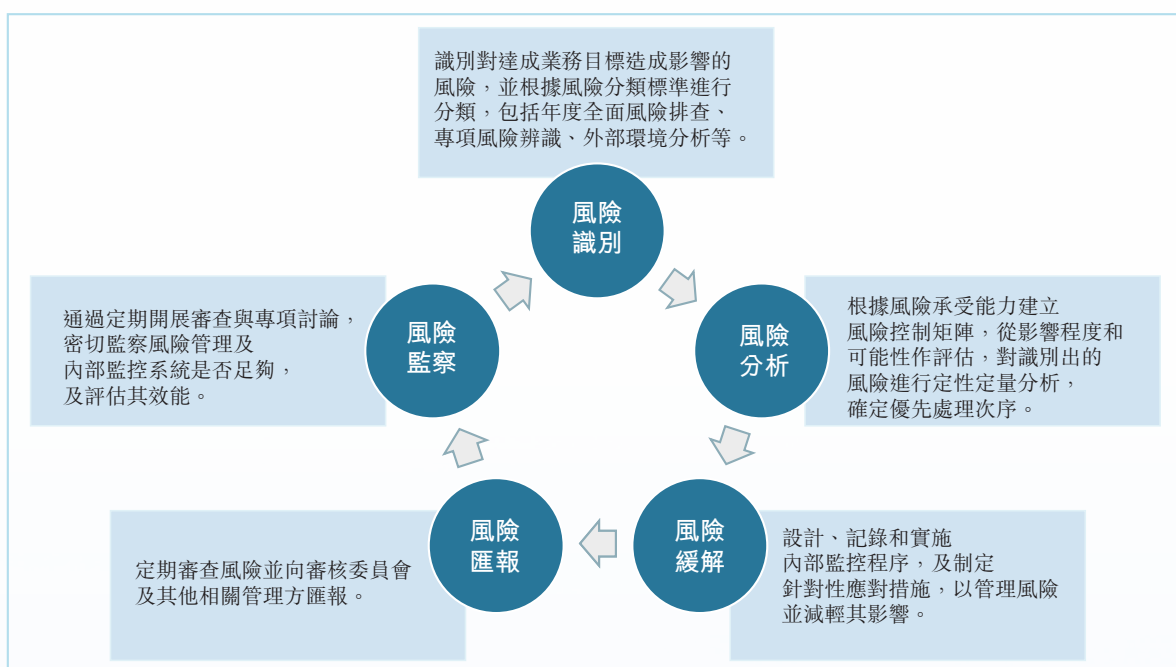 識別對達成業務目標造成影響的
風險，並根據風險分類標準進行
分類，包括年度全面風險排查、
專項風險辨識、外部環境分析等。
風險
識別
根據風險承受能力建立
風險控制矩陣，從影響程度和
可能性作評估，對識別出的
風險進行定性定量分析，
確定優先處理次序。
風險
分析
設計、記錄和實施
內部監控程序，及制定
針對性應對措施，以管理風險
並減輕其影響。
風險
緩解
定期審查風險並向審核委員會
及其他相關管理方匯報。
風險
匯報
通過定期開展審查與專項討論，
密切監察風險管理及
內部監控系統是否足夠，
及評估其效能。
風險
監察